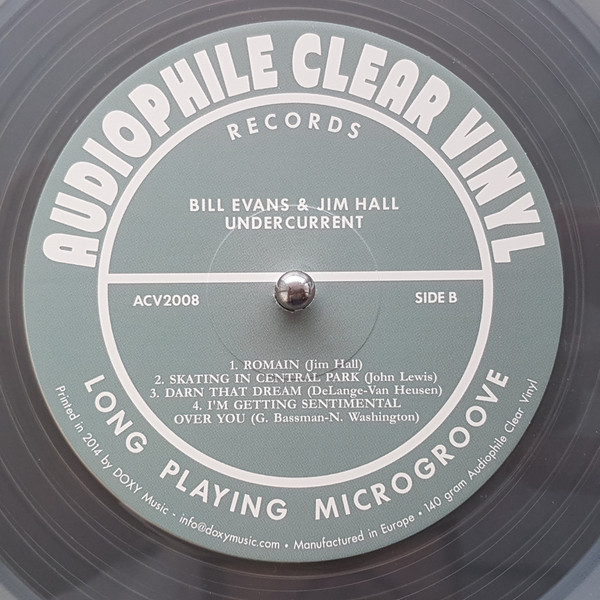 AUDIOPHILE CLEAR VINYL
RECORDS
BILL EVANS & JIM HALL
UNDERCURRENT
ACV2008
SIDE B
1. ROMAIN (Jim Hall)
2. SKATING IN CENTRAL PARK (John Lewis)
3. DARN THAT DREAM (DeLange-Van Heusen)
4. I'M GETTING SENTIMENTAL
OVER YOU (G. Bassman-N. Washington)
LONG PLAYING MICROGROOVE
Printed in 2014 by DOXY Music - info@doxymusic.com • Manufactured in Europe • 140 gram Audiophile Clear Vinyl